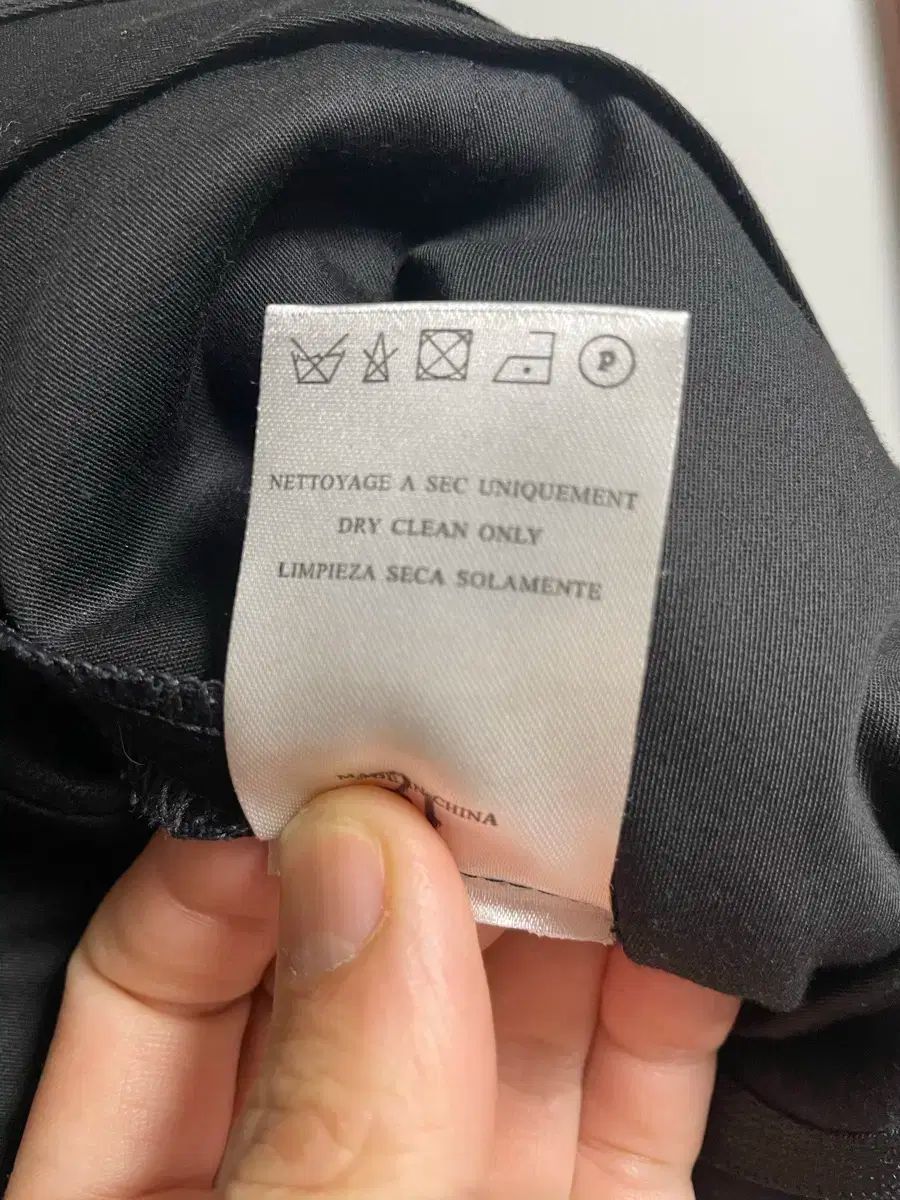 P
NETTOYAGE A SEC UNIQUEMENT
DRY CLEAN ONLY
LIMPIEZA SECA SOLAMENTE
CHINA